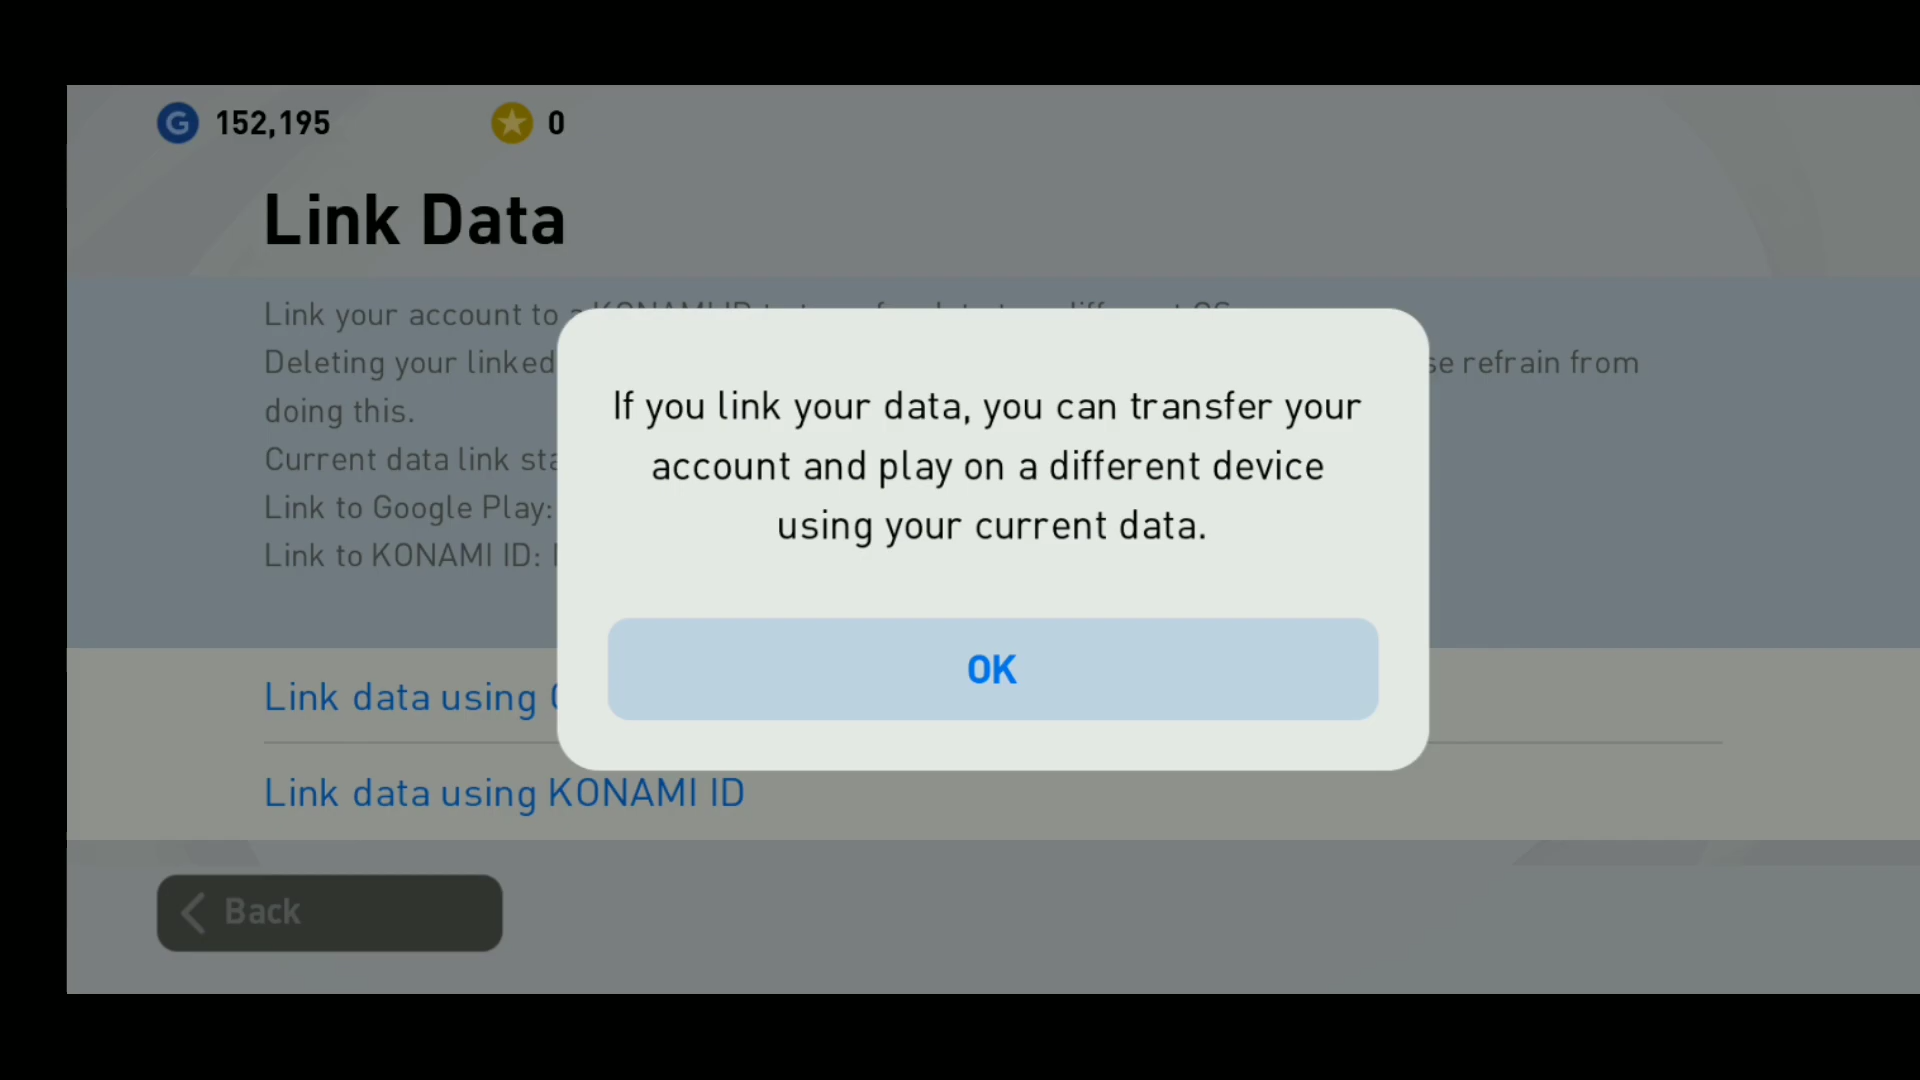 G 152,195 0
Link Data
Link your account to
Deleting your linked se refrain from
doing this.
Current data link sta
Link to Google Play:
Link to KONAMI ID:
If you link your data, you can transfer your
account and play on a different device
using your current data.
OK
Link data using
Link data using KONAMI ID
Back